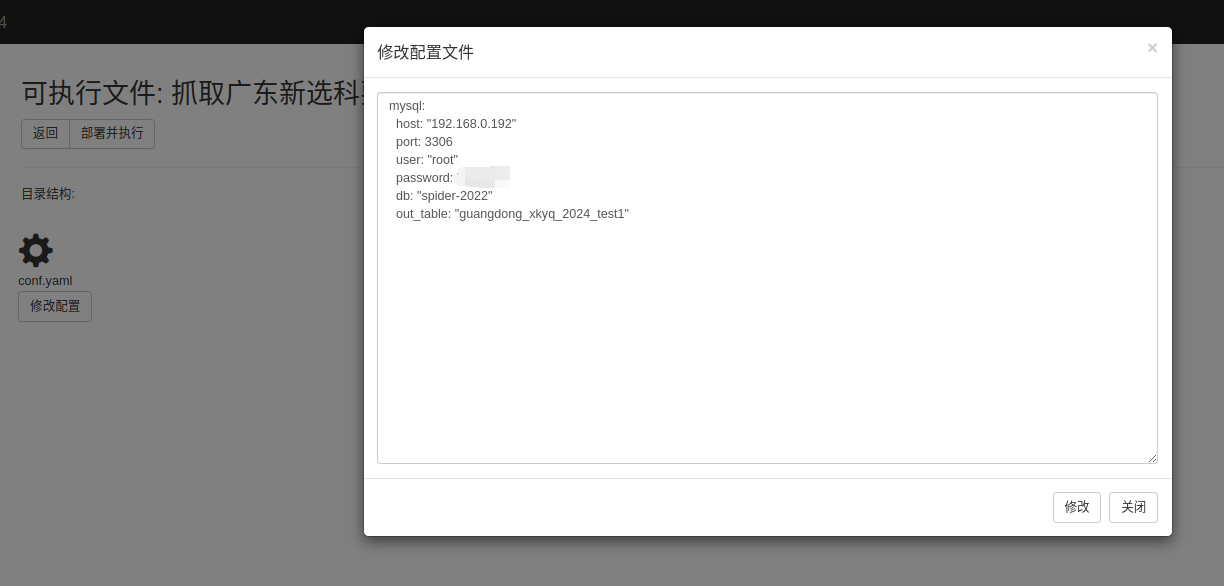 4
修改配置文件
×
可执行文件: 抓取广东新选科
返回
部署并执行
目录结构:
conf.yaml
修改配置
mysql:
host: "192.168.0.192"
port: 3306
user: "root"
password:
db: "spider-2022"
out_table: "guangdong_xkyq_2024_test1"
修改
关闭